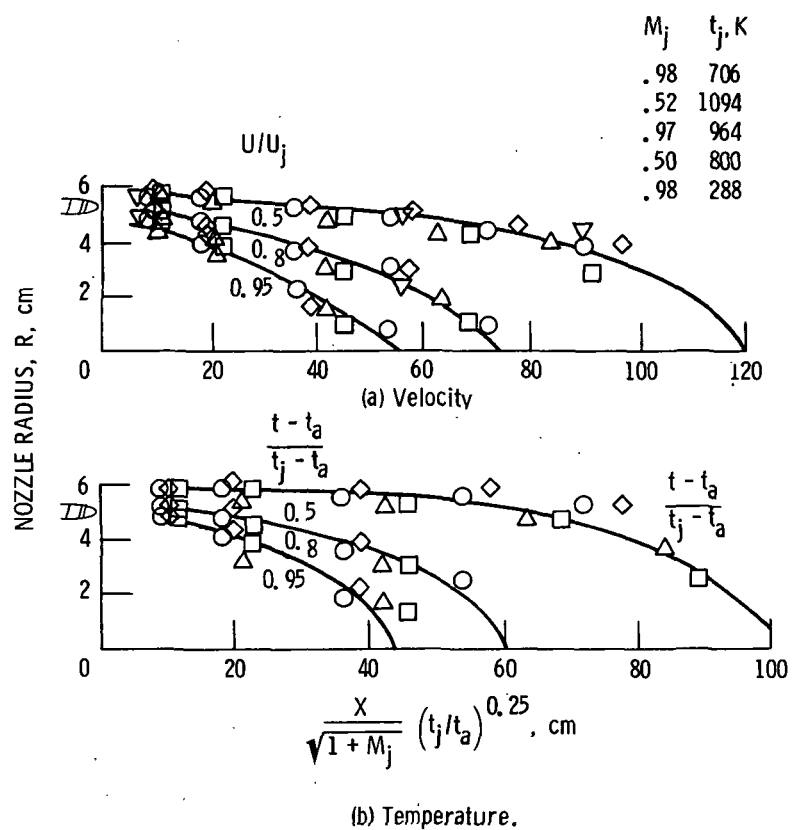 Mj tj, K
.98 706
.52 1094
.97 964
.50 800
.98 288
U/Uj
6
4
2
0.5
0.8
0.95
0 20 40 60 80 100 120
(a) Velocity
NOZZLE RADIUS, R, cm
t - ta
tj - ta
6
4
2
0.5
0.8
0.95
t - ta
tj - ta
0 20 40 60 80 100
X
√1 + Mj (tj/ta)0.25, cm
(b) Temperature.